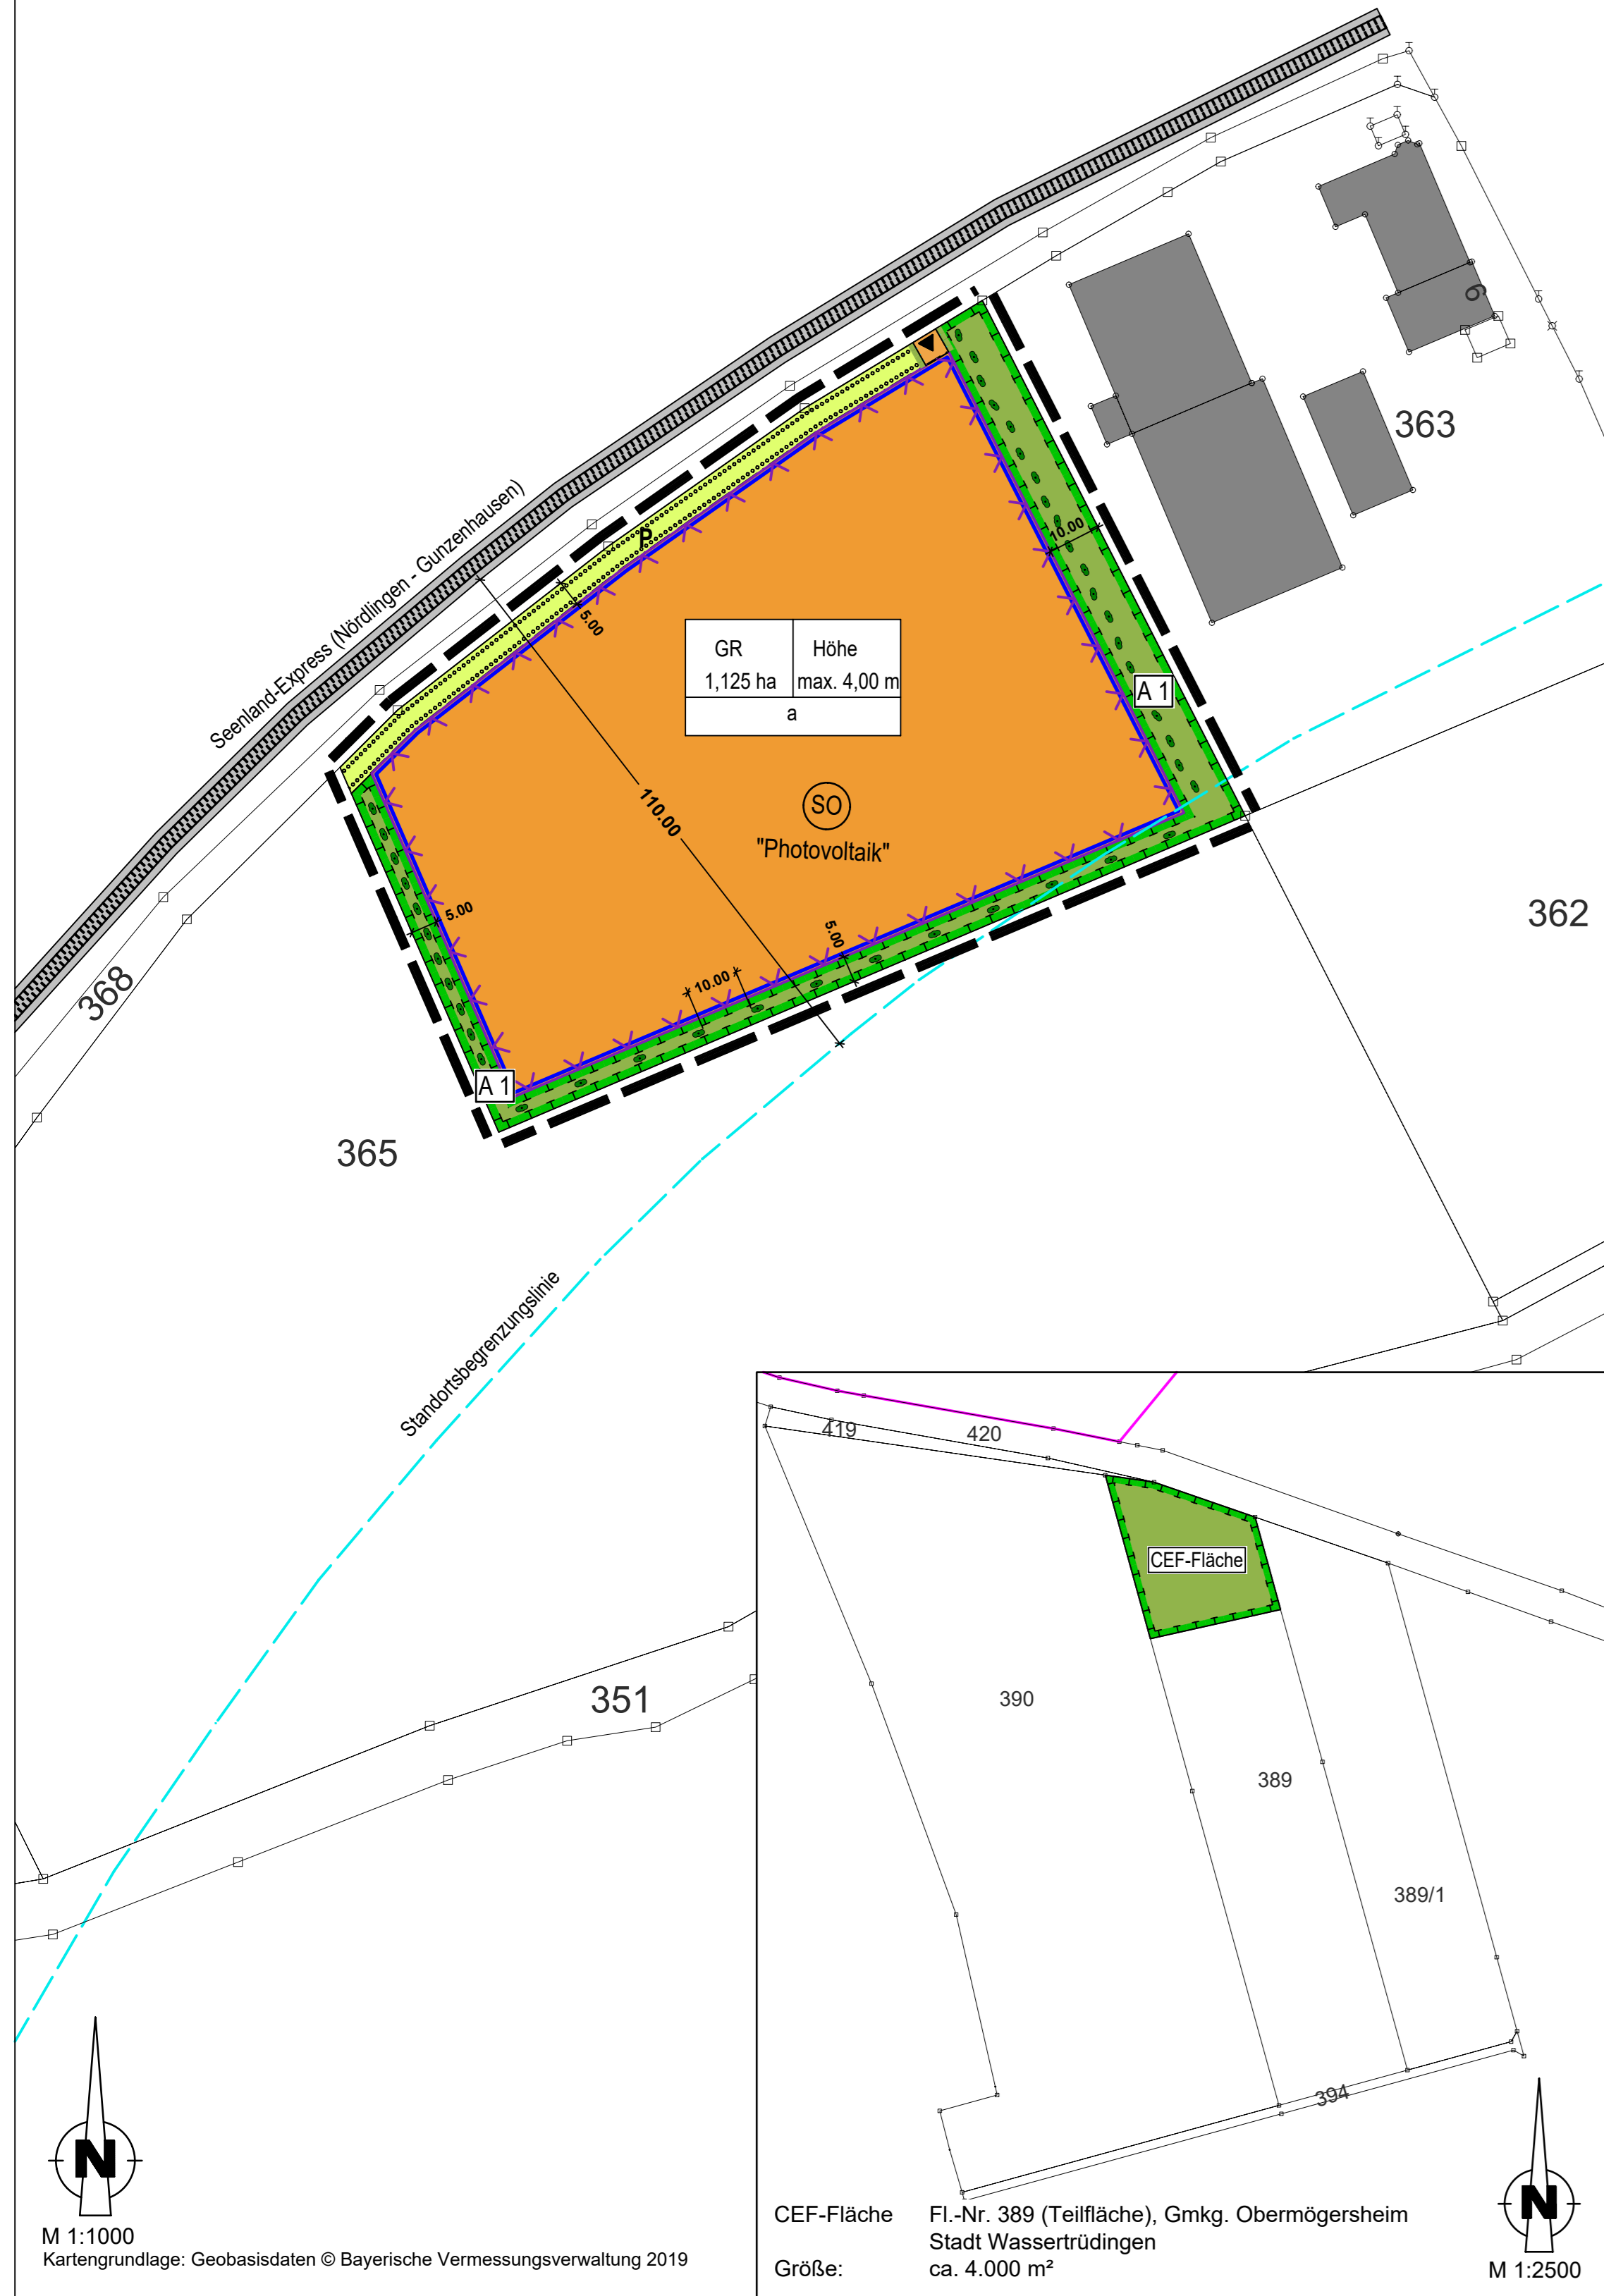 Seenland-Express (Nördlingen - Gunzenhausen)
6
363
P
10.00
5.00
GR
Höhe
1,125 ha
max. 4,00 m
a
A 1
110.00
SO
"Photovoltaik"
5.00
5.00
362
10.00
368
A 1
365
Standortsbegrenzungslinie
351
419
420
CEF-Fläche
390
389
389/1
394
N
M 1:1000
Kartengrundlage: Geobasisdaten © Bayerische Vermessungsverwaltung 2019
CEF-Fläche Fl.-Nr. 389 (Teilfläche), Gmkg. Obermögersheim
Stadt Wassertrüdingen
Größe: ca. 4.000 m²
N
M 1:2500